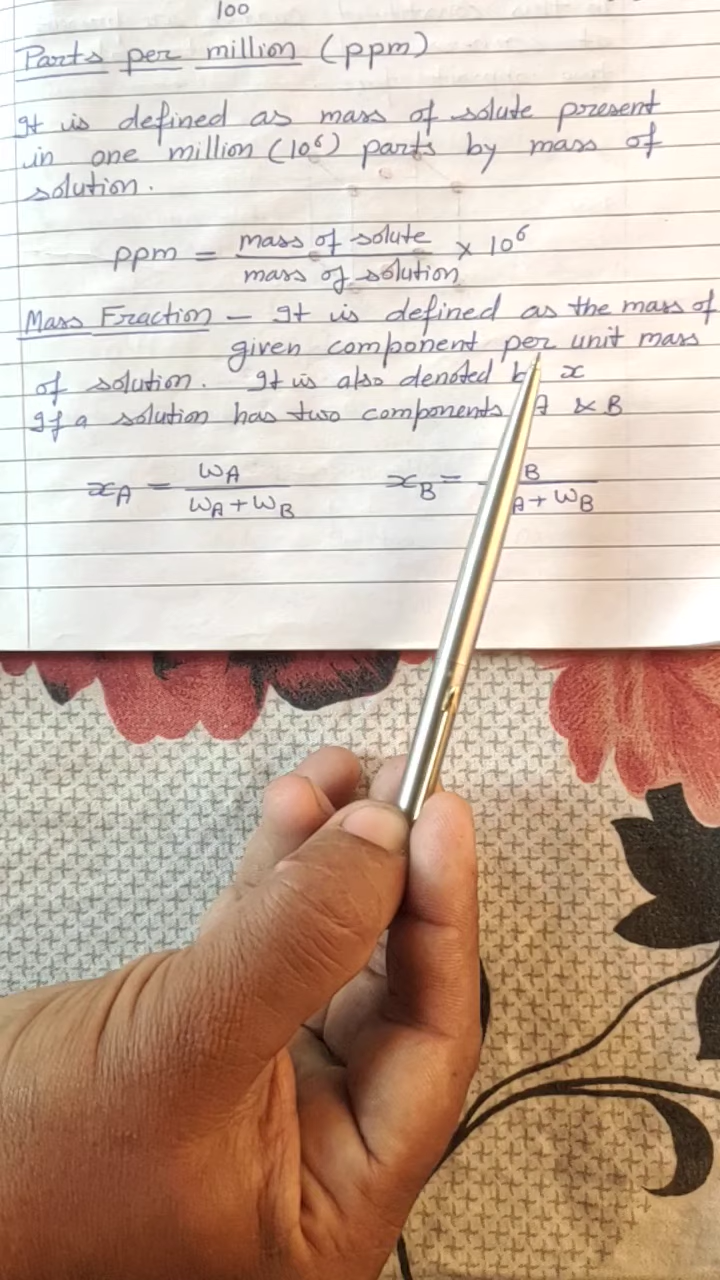 100
Parts per million (ppm)
It is defined as mass of solute present
in one million (10⁶) parts by mass of
solution.
ppm = mass of solute / mass of solution × 10⁶
Mass Fraction – It is defined as the mass of
given component per unit mass
of solution. It is also denoted x
If a solution has two components A & B
xA = WA / WA + WB xB = B / A + WB